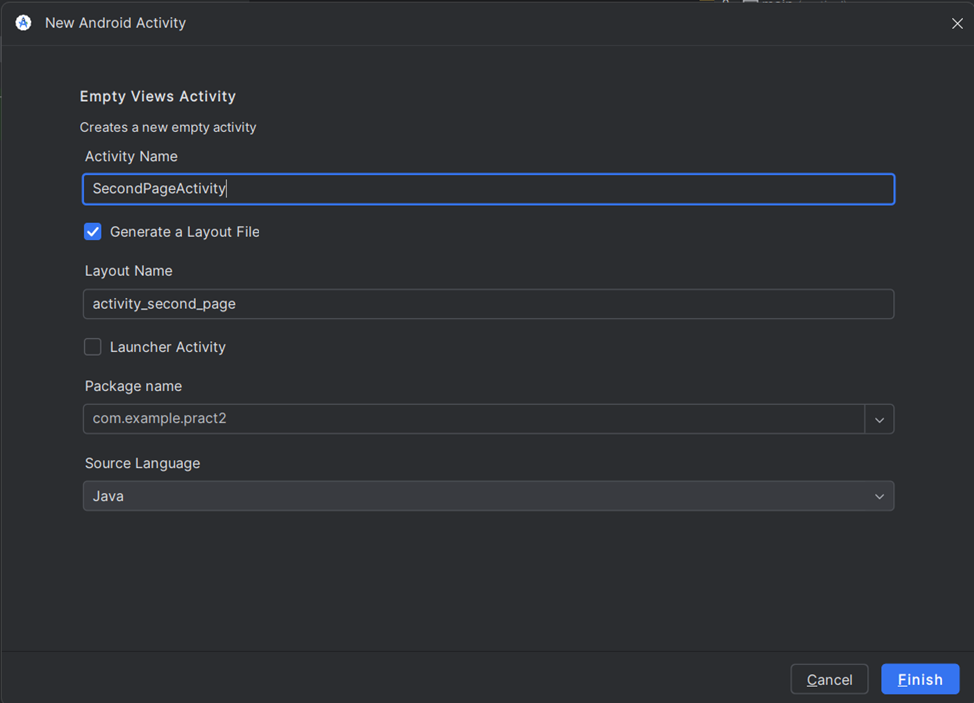 New Android Activity
Empty Views Activity
Creates a new empty activity
Activity Name
SecondPageActivity
Generate a Layout File
Layout Name
activity_second_page
Launcher Activity
Package name
com.example.pract2
Source Language
Java
Cancel
Finish